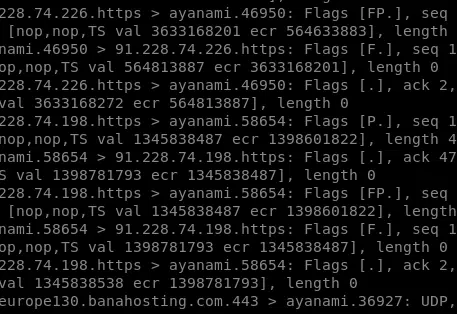 228.74.226.https > ayanami.46950: Flags [FP.], seq
[nop,nop,TS val 3633168201 ecr 564633883], length
nami.46950 > 91.228.74.226.https: Flags [F.], seq 1
op,nop,TS val 564813887 ecr 3633168201], length 0
228.74.226.https > ayanami.46950: Flags [.], ack 2,
val 3633168272 ecr 564813887], length 0
228.74.198.https > ayanami.58654: Flags [P.], seq 1
nop,nop,TS val 1345838487 ecr 1398601822], length 4
nami.58654 > 91.228.74.198.https: Flags [.], ack 47
S val 1398781793 ecr 1345838487], length 0
228.74.198.https > ayanami.58654: Flags [FP.], seq
[nop,nop,TS val 1345838487 ecr 1398601822], length
nami.58654 > 91.228.74.198.https: Flags [F.], seq 1
op,nop,TS val 1398781793 ecr 1345838487], length 0
228.74.198.https > ayanami.58654: Flags [.], ack 2,
val 1345838538 ecr 1398781793], length 0
europe130.banahosting.com.443 > ayanami.36927: UDP,